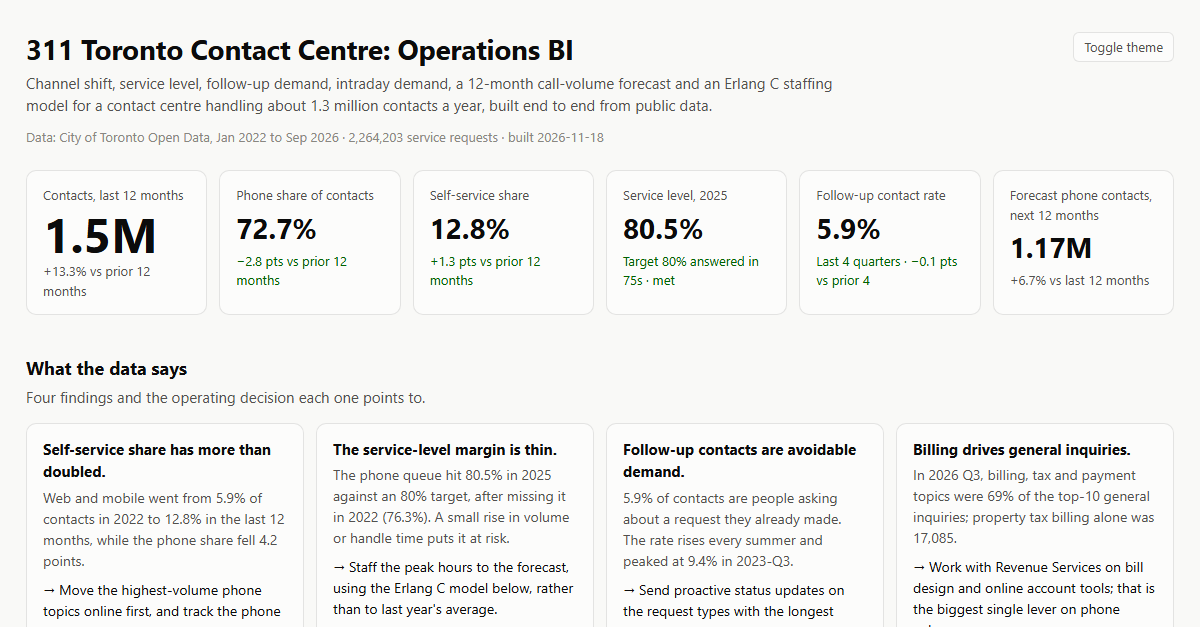 311 Toronto Contact Centre: Operations BI
Toggle theme
Channel shift, service level, follow-up demand, intraday demand, a 12-month call-volume forecast and an Erlang C staffing
model for a contact centre handling about 1.3 million contacts a year, built end to end from public data.
Data: City of Toronto Open Data, Jan 2022 to Sep 2026 · 2,264,203 service requests · built 2026-11-18
Contacts, last 12 months
1.5M
+13.3% vs prior 12
months
Phone share of contacts
72.7%
−2.8 pts vs prior 12
months
Self-service share
12.8%
+1.3 pts vs prior 12
months
Service level, 2025
80.5%
Target 80% answered in
75s · met
Follow-up contact rate
5.9%
Last 4 quarters · −0.1 pts
vs prior 4
Forecast phone contacts,
next 12 months
1.17M
+6.7% vs last 12 months
What the data says
Four findings and the operating decision each one points to.
Self-service share has more than
doubled.
Web and mobile went from 5.9% of
contacts in 2022 to 12.8% in the last 12
months, while the phone share fell 4.2
points.
→ Move the highest-volume phone
topics online first, and track the phone
The service-level margin is thin.
The phone queue hit 80.5% in 2025
against an 80% target, after missing it
in 2022 (76.3%). A small rise in volume
or handle time puts it at risk.
→ Staff the peak hours to the forecast,
using the Erlang C model below, rather
than to last year's average.
Follow-up contacts are avoidable
demand.
5.9% of contacts are people asking
about a request they already made.
The rate rises every summer and
peaked at 9.4% in 2023-Q3.
→ Send proactive status updates on
the request types with the longest
Billing drives general inquiries.
In 2026 Q3, billing, tax and payment
topics were 69% of the top-10 general
inquiries; property tax billing alone was
17,085.
→ Work with Revenue Services on bill
design and online account tools; that is
the biggest single lever on phone